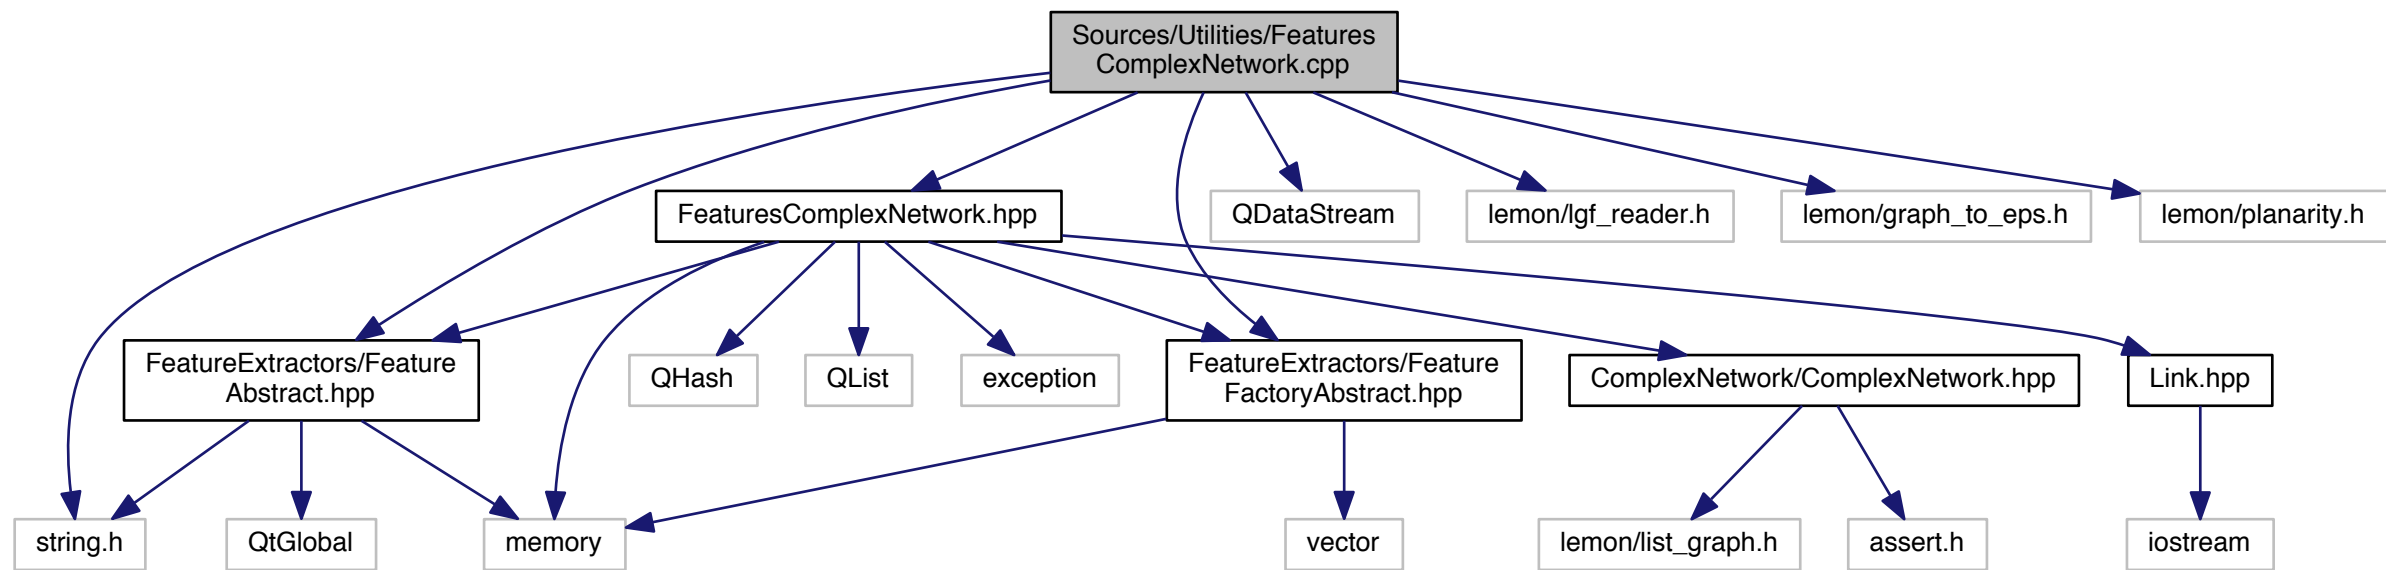 Sources/Utilities/Features
ComplexNetwork.cpp
FeaturesComplexNetwork.hpp
QDataStream
lemon/lgf_reader.h
lemon/graph_to_eps.h
lemon/planarity.h
FeatureExtractors/Feature
Abstract.hpp
QHash
QList
exception
FeatureExtractors/Feature
FactoryAbstract.hpp
ComplexNetwork/ComplexNetwork.hpp
Link.hpp
string.h
QtGlobal
memory
vector
lemon/list_graph.h
assert.h
iostream